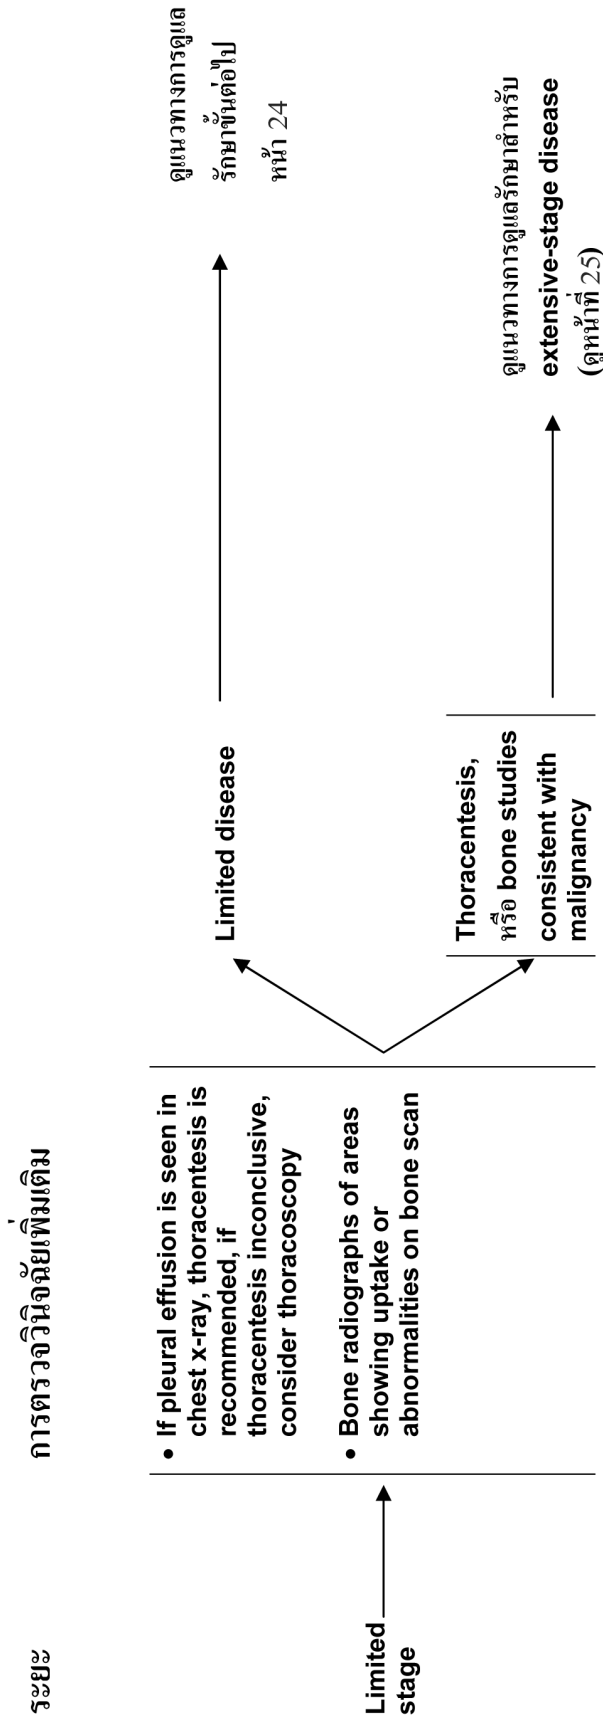 ระยะ
การตรวจวินิจฉัยเพิ่มเติม
Limited
stage
• If pleural effusion is seen in
chest x-ray, thoracentesis is
recommended, if
thoracentesis inconclusive,
consider thoracoscopy
• Bone radiographs of areas
showing uptake or
abnormalities on bone scan
Limited disease
ดูแนวทางการดูแล
รักษาขั้นต่อไป
หน้า 24
Thoracentesis,
หรือ bone studies
consistent with
malignancy
ดูแนวทางการดูแลรักษาสำหรับ
extensive-stage disease
(ดูหน้าที่ 25)